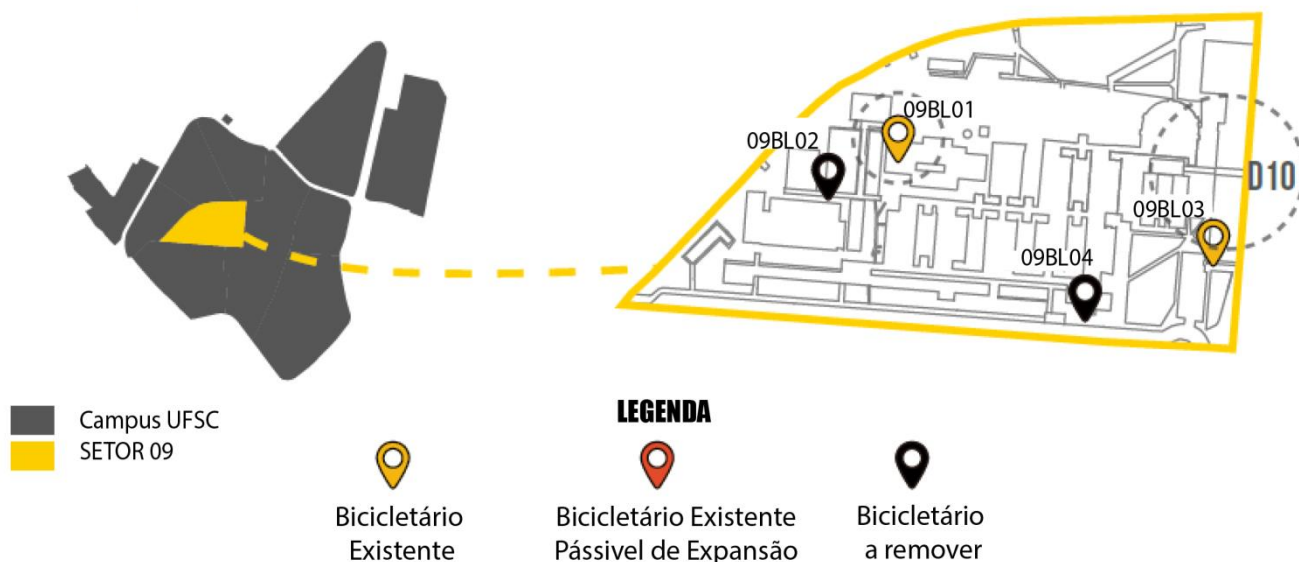 09BL01
09BL02
D10
09BL03
09BL04
Campus UFSC
SETOR 09
LEGENDA
Bicicletário
Existente
Bicicletário Existente
Pássivel de Expansão
Bicicletário
a remover